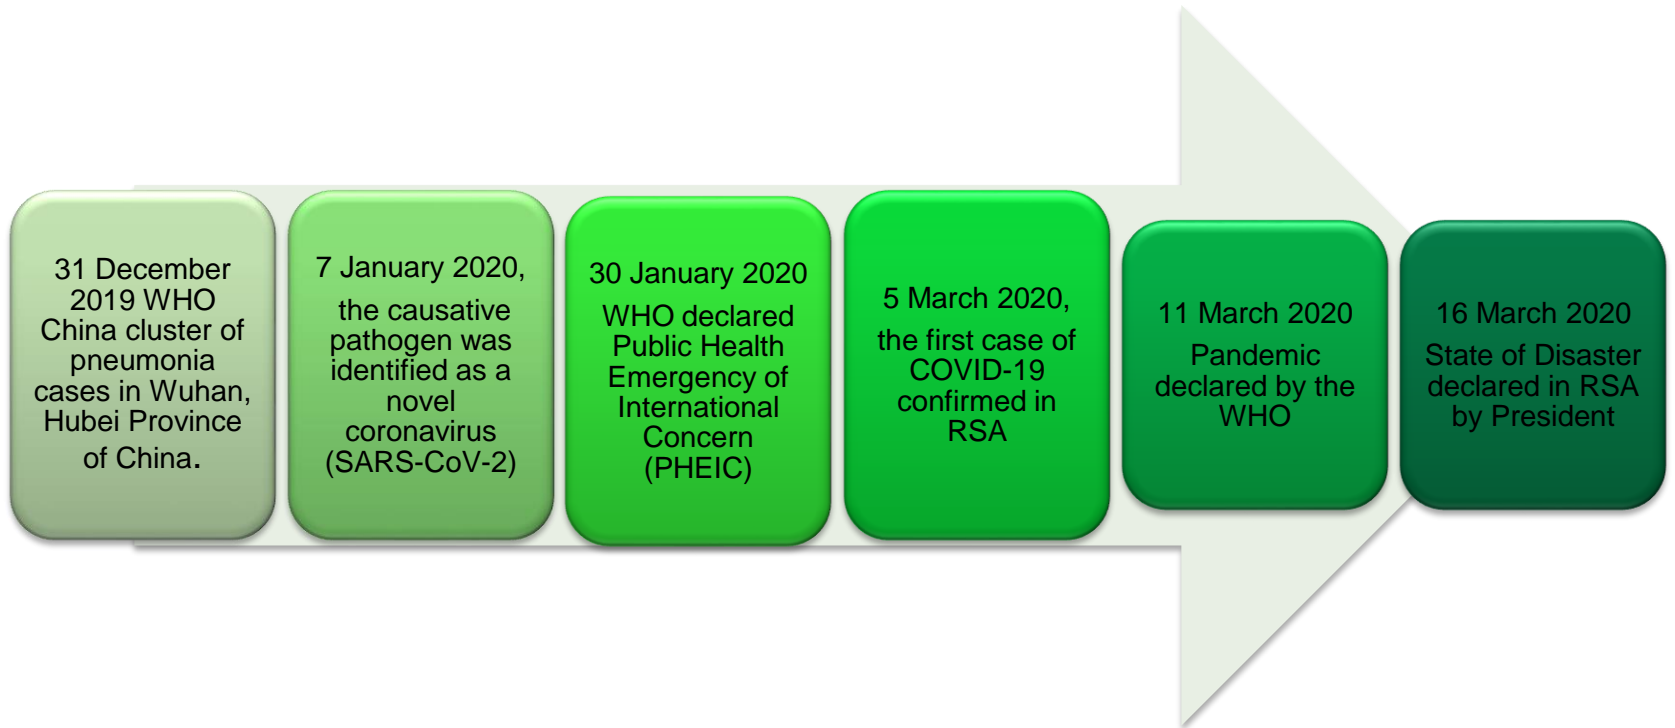 31 December
2019 WHO
China cluster of
pneumonia
cases in Wuhan,
Hubei Province
of China.
7 January 2020,
the causative
pathogen was
identified as a
novel
coronavirus
(SARS-CoV-2)
30 January 2020
WHO declared
Public Health
Emergency of
International
Concern
(PHEIC)
5 March 2020,
the first case of
COVID-19
confirmed in
RSA
11 March 2020
Pandemic
declared by the
WHO
16 March 2020
State of Disaster
declared in RSA
by President